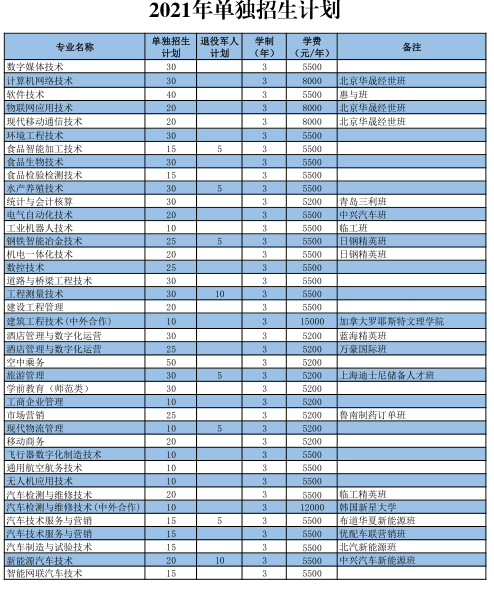 2021年单独招生计划
专业名称 单独招生计划 退役军人计划 学制（年） 学费（元/年） 备注
数字媒体技术 30 3 5500
计算机网络技术 30 3 8000 北京华晟经世班
软件技术 40 3 5500 惠与班
物联网应用技术 20 3 8000 北京华晟经世班
现代移动通信技术 20 3 8000 北京华晟经世班
环境工程技术 30 3 5500
食品智能加工技术 15 5 3 5500
食品生物技术 30 3 5500
食品检验检测技术 15 3 5500
水产养殖技术 30 5 3 5500
统计与会计核算 30 3 5200 青岛三利班
电气自动化技术 20 3 5500 中兴汽车班
工业机器人技术 10 3 5500 临工班
钢铁智能冶金技术 25 5 3 5500 日钢精英班
机电一体化技术 20 3 5500 日钢精英班
数控技术 25 3 5500
道路与桥梁工程技术 30 3 5500
工程测量技术 30 10 3 5500
建设工程管理 20 3 5500
建筑工程技术(中外合作) 10 3 15000 加拿大罗耶斯特文理学院
酒店管理与数字化运营 30 3 5200 蓝海精英班
酒店管理与数字化运营 25 3 5200 万豪国际班
空中乘务 50 3 5200
旅游管理 30 5 3 5200 上海迪士尼储备人才班
学前教育（师范类） 30 3 5200
工商企业管理 10 3 5200
市场营销 25 3 5200 鲁南制药订单班
现代物流管理 10 5 3 5200
移动商务 20 3 5200
飞行器数字化制造技术 10 3 5500
通用航空航务技术 10 3 5500
无人机应用技术 10 3 5500
汽车检测与维修技术 20 3 5500 临工精英班
汽车检测与维修技术(中外合作) 10 3 12000 韩国新星大学
汽车技术服务与营销 15 5 3 5500 布道华夏新能源班
汽车技术服务与营销 15 3 5500 优配车联营销班
汽车制造与试验技术 15 3 5500 北汽新能源班
新能源汽车技术 20 10 3 5500 中兴汽车新能源班
智能网联汽车技术 15 3 5500